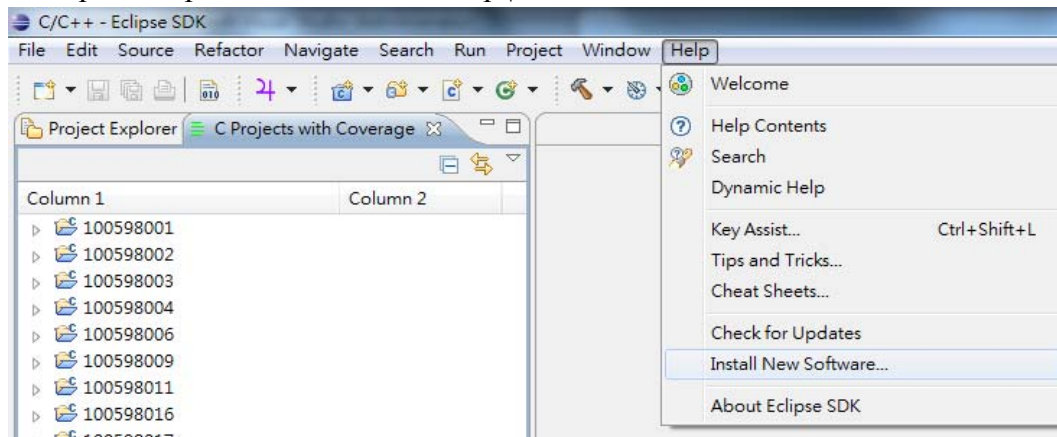 C/C++ - Eclipse SDK
File Edit Source Refactor Navigate Search Run Project Window Help
Project Explorer C Projects with Coverage
Column 1 Column 2
100598001
100598002
100598003
100598004
100598006
100598009
100598011
100598016
Welcome
Help Contents
Search
Dynamic Help
Key Assist... Ctrl+Shift+L
Tips and Tricks...
Cheat Sheets...
Check for Updates
Install New Software...
About Eclipse SDK